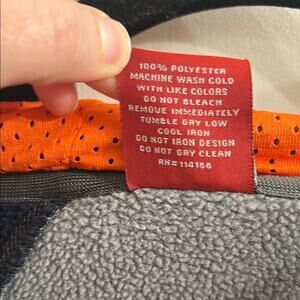 100% POLYESTER
MACHINE WASH COLD
WITH LIKE COLORS
DO NOT BLEACH
REMOVE IMMEDIATELY
TUMBLE DRY LOW
COOL IRON
DO NOT IRON DESIGN
DO NOT DRY CLEAN
RN# 114166